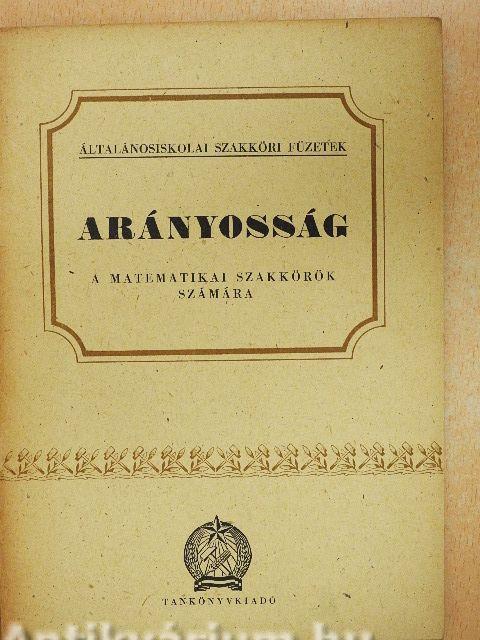 ÁLTALÁNOSISKOLAI SZAKKÖRI FÜZETEK
ARÁNYOSSÁG
A MATEMATIKAI SZAKKÖRÖK
SZÁMÁRA
TANKÖNYVKIADÓ
Antikvárium.hu